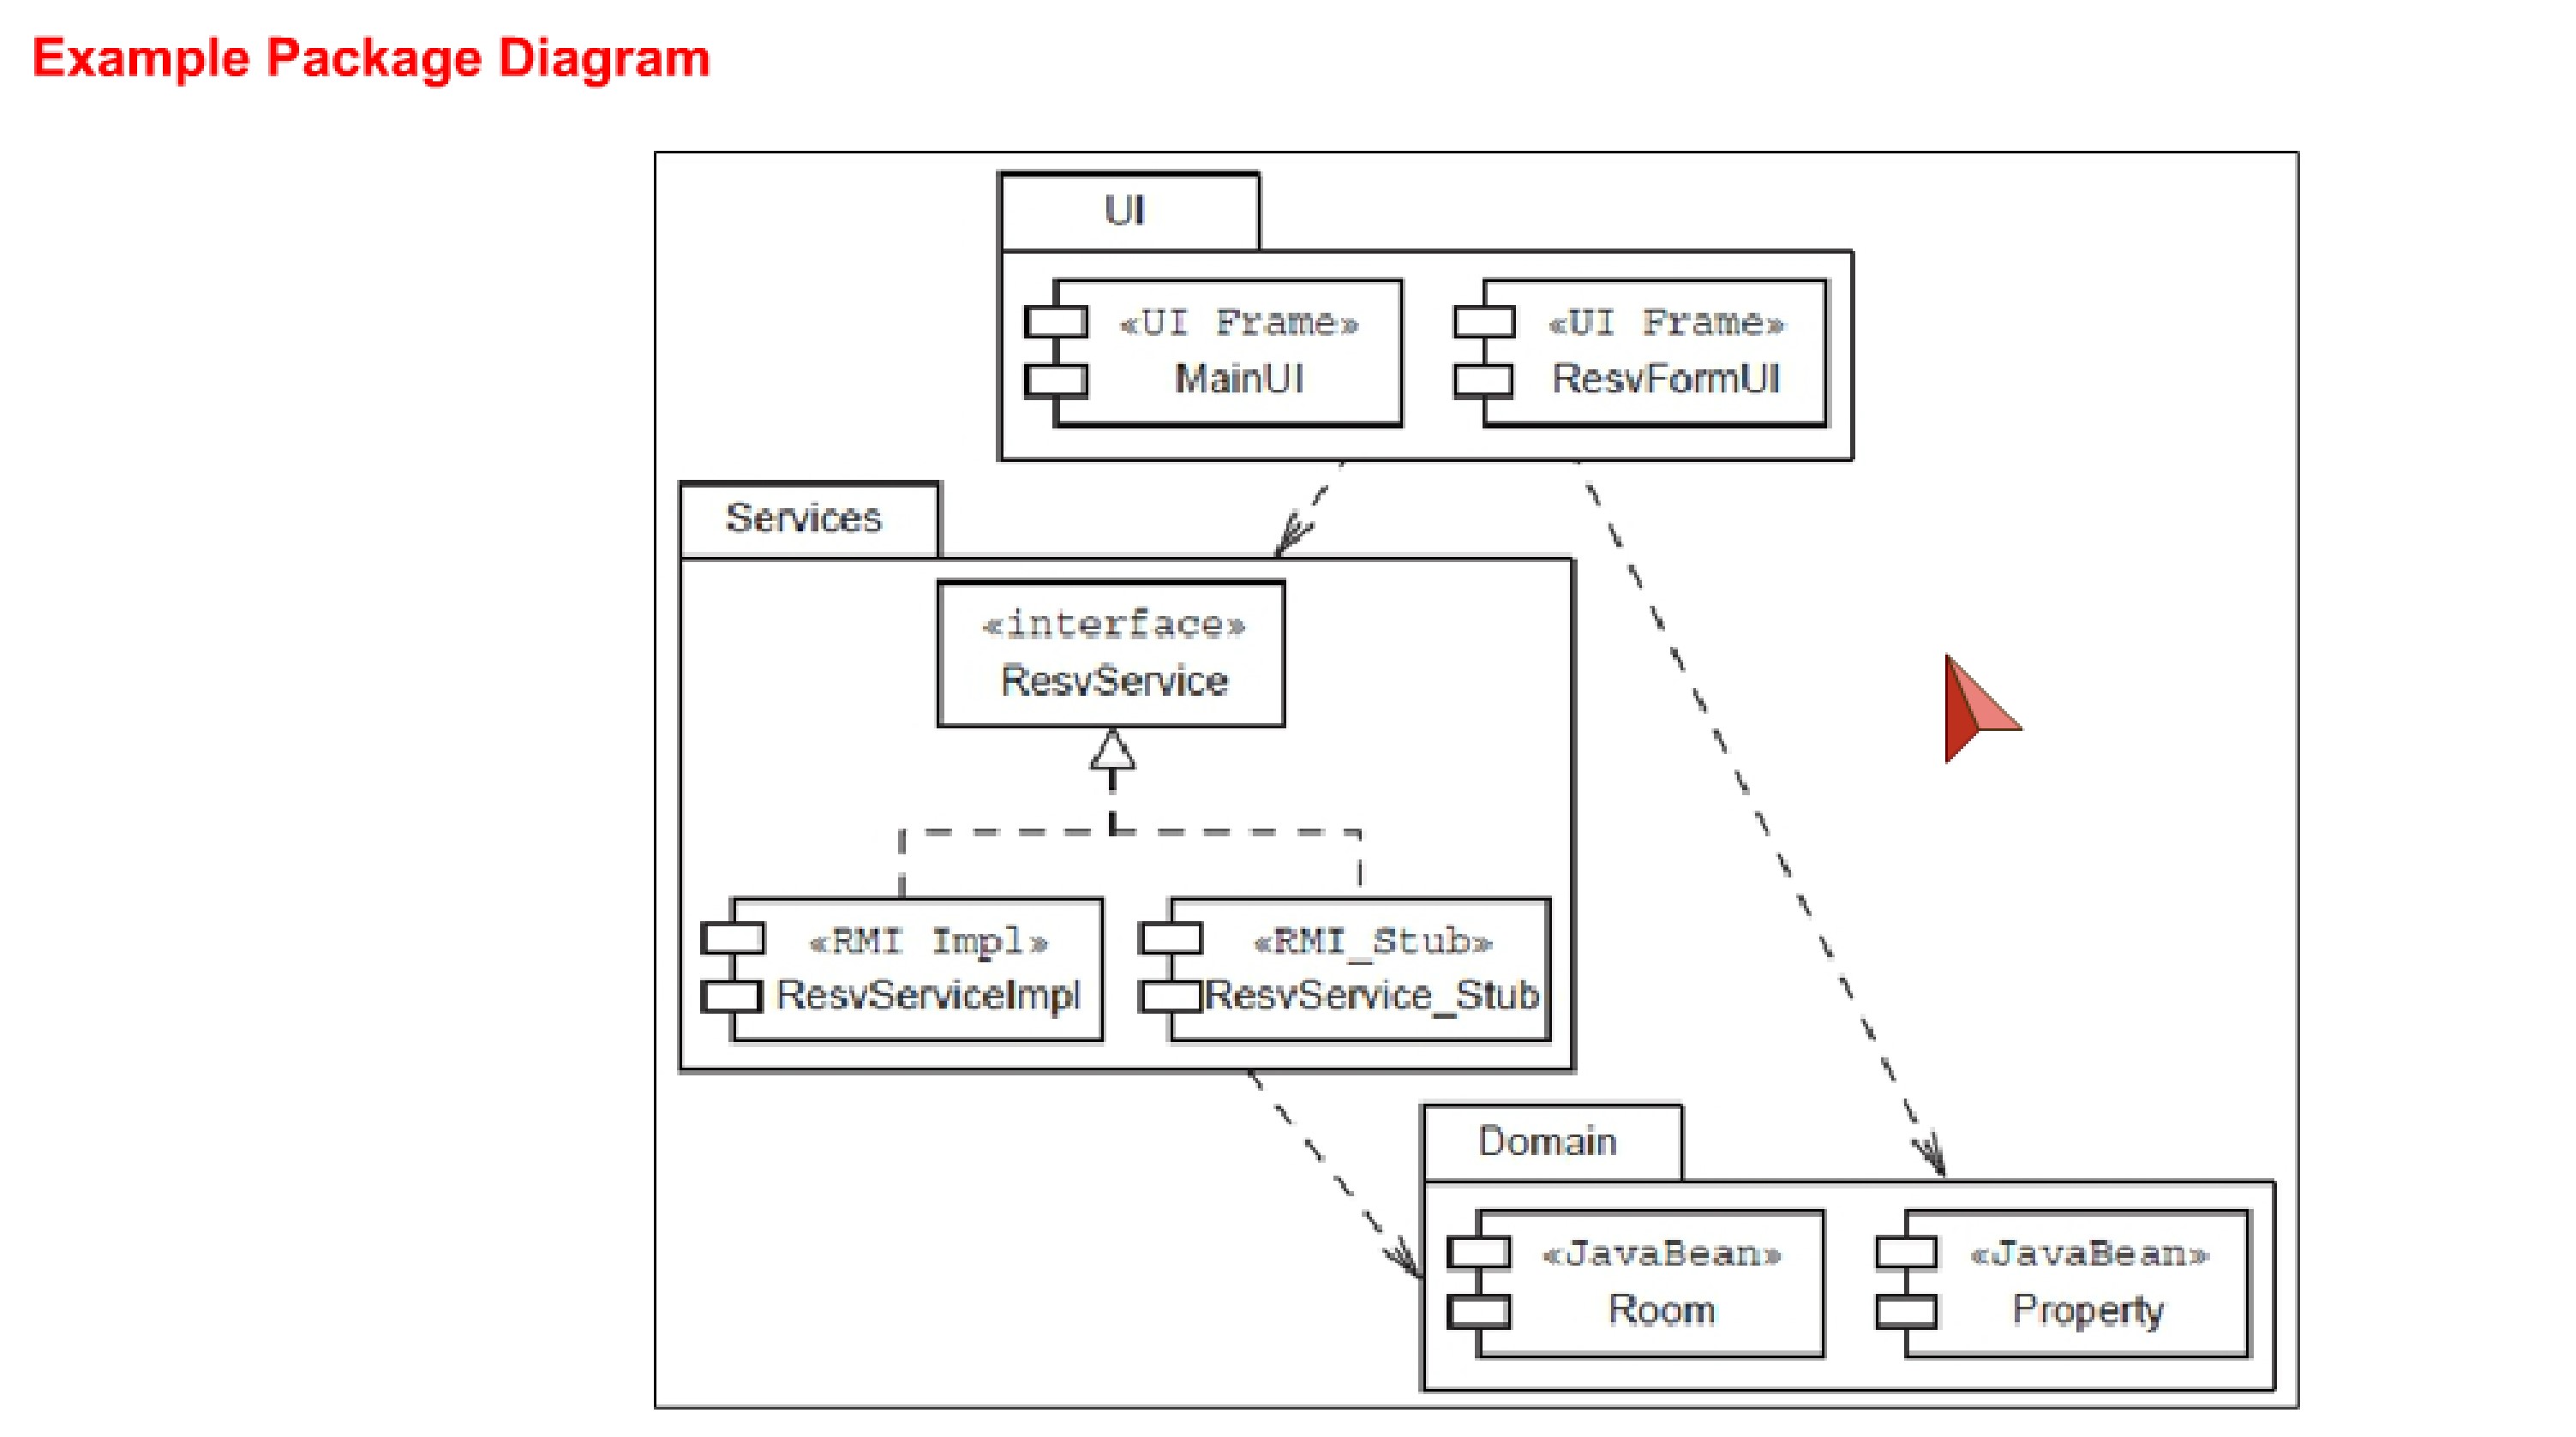 Example Package Diagram
UI
«UI Frame»
MainUI
«UI Frame»
ResvFormUI
Services
«interface»
ResvService
«RMI Impl»
ResvServiceImpl
«RMI_Stub»
ResvService_Stub
Domain
«JavaBean»
Room
«JavaBean»
Property